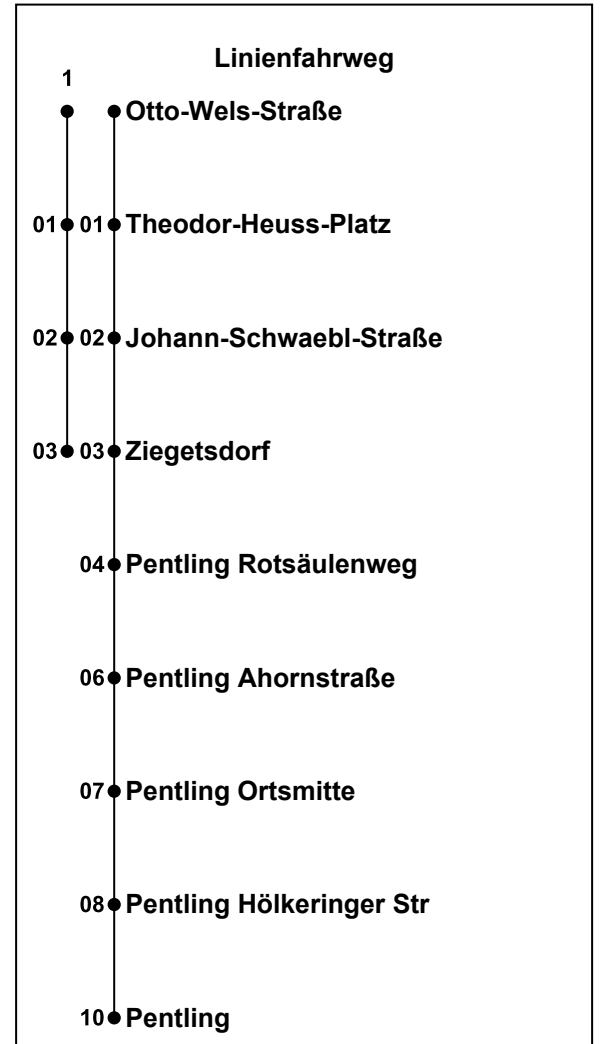 Linienfahrweg
1
Otto-Wels-Straße
01 01 Theodor-Heuss-Platz
02 02 Johann-Schwaebl-Straße
03 03 Ziegetsdorf
04 Pentling Rotsäulenweg
06 Pentling Ahornstraße
07 Pentling Ortsmitte
08 Pentling Hölkeringer Str
10 Pentling